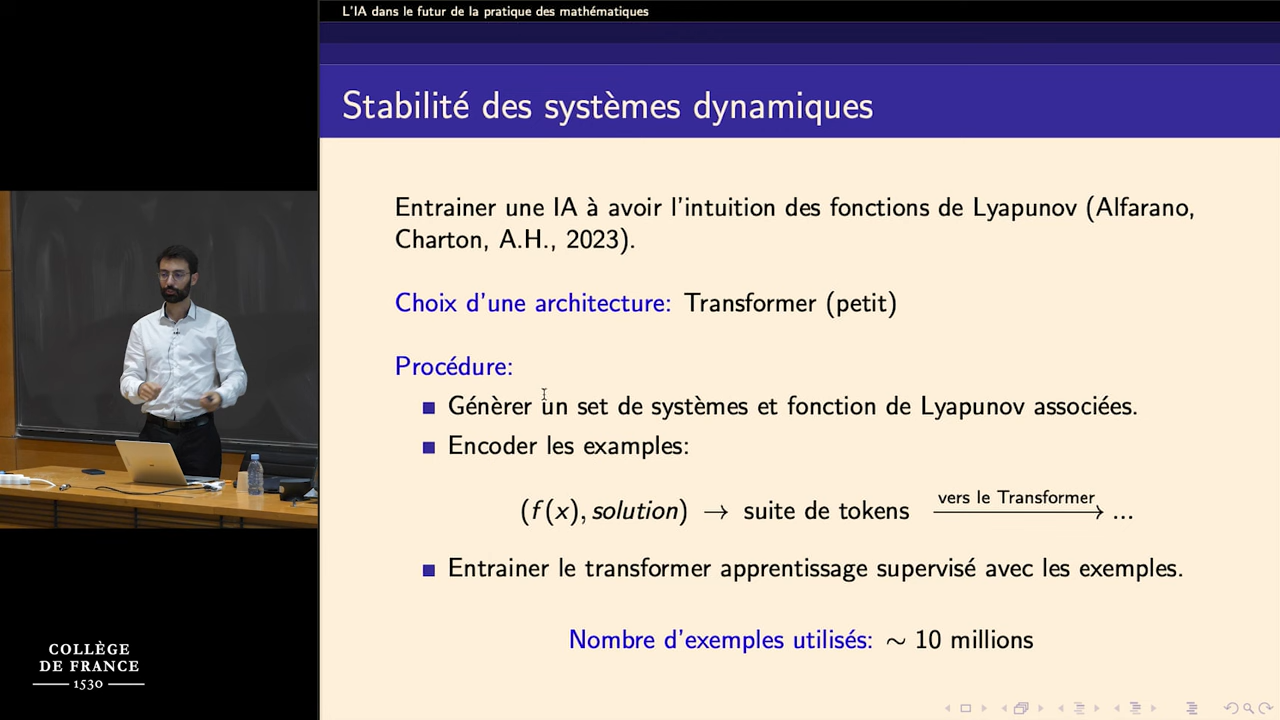 L'IA dans le futur de la pratique des mathématiques
Stabilité des systèmes dynamiques
Entrainer une IA à avoir l'intuition des fonctions de Lyapunov (Alfarano,
Charton, A.H., 2023).
Choix d'une architecture: Transformer (petit)
Procédure:
Génèrer un set de systèmes et fonction de Lyapunov associées.
Encoder les examples:
(f(x), solution) → suite de tokens vers le Transformer ...
Entrainer le transformer apprentissage supervisé avec les exemples.
Nombre d'exemples utilisés: ∼ 10 millions
COLLÈGE
DE FRANCE
1530